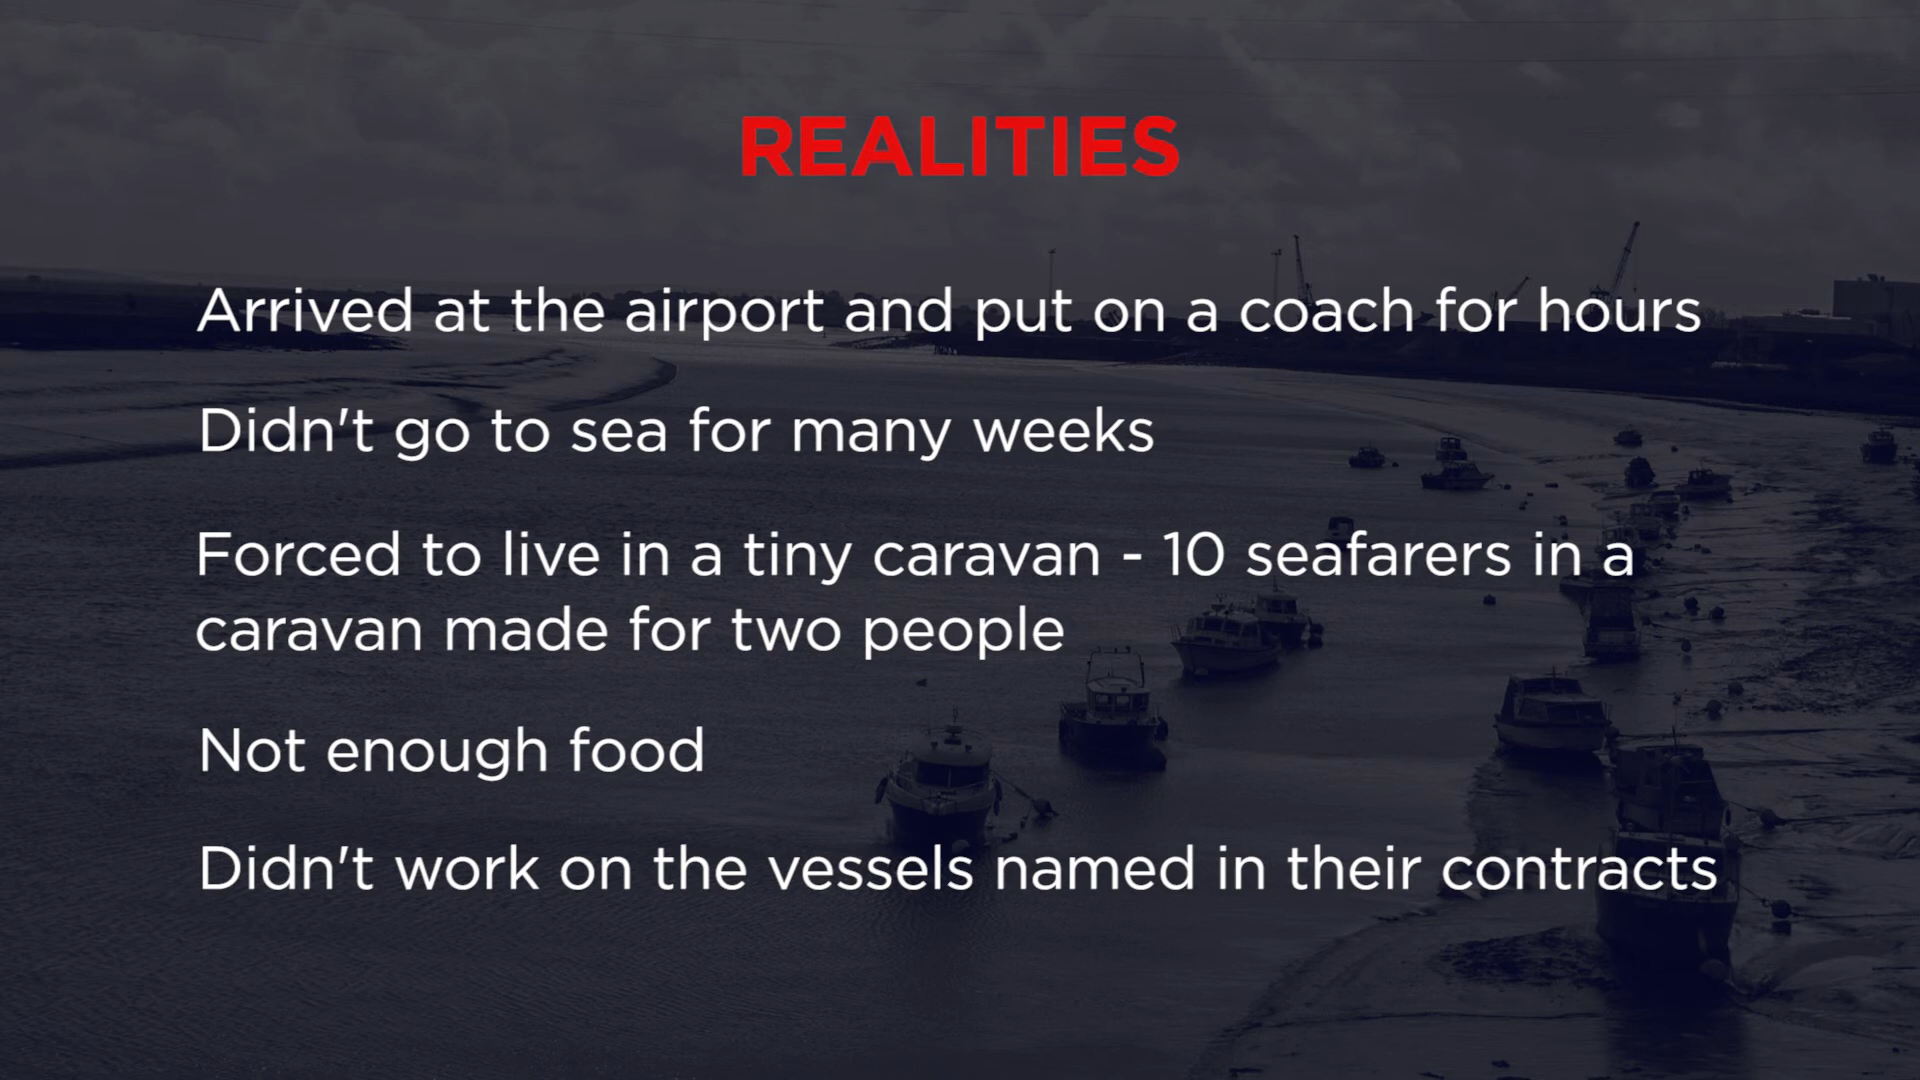 REALITIES
Arrived at the airport and put on a coach for hours
Didn't go to sea for many weeks
Forced to live in a tiny caravan - 10 seafarers in a
caravan made for two people
Not enough food
Didn't work on the vessels named in their contracts